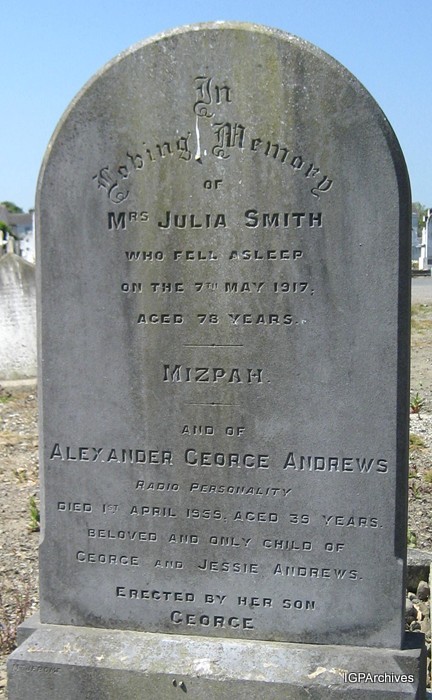 In
Loving Memory
OF
MRS JULIA SMITH
WHO FELL ASLEEP
ON THE 7TH MAY 1917,
AGED 78 YEARS.
MIZPAH.
AND OF
ALEXANDER GEORGE ANDREWS
RADIO PERSONALITY
DIED 1ST APRIL 1959, AGED 39 YEARS.
BELOVED AND ONLY CHILD OF
GEORGE AND JESSIE ANDREWS.
ERECTED BY HER SON
GEORGE
IGPArchives